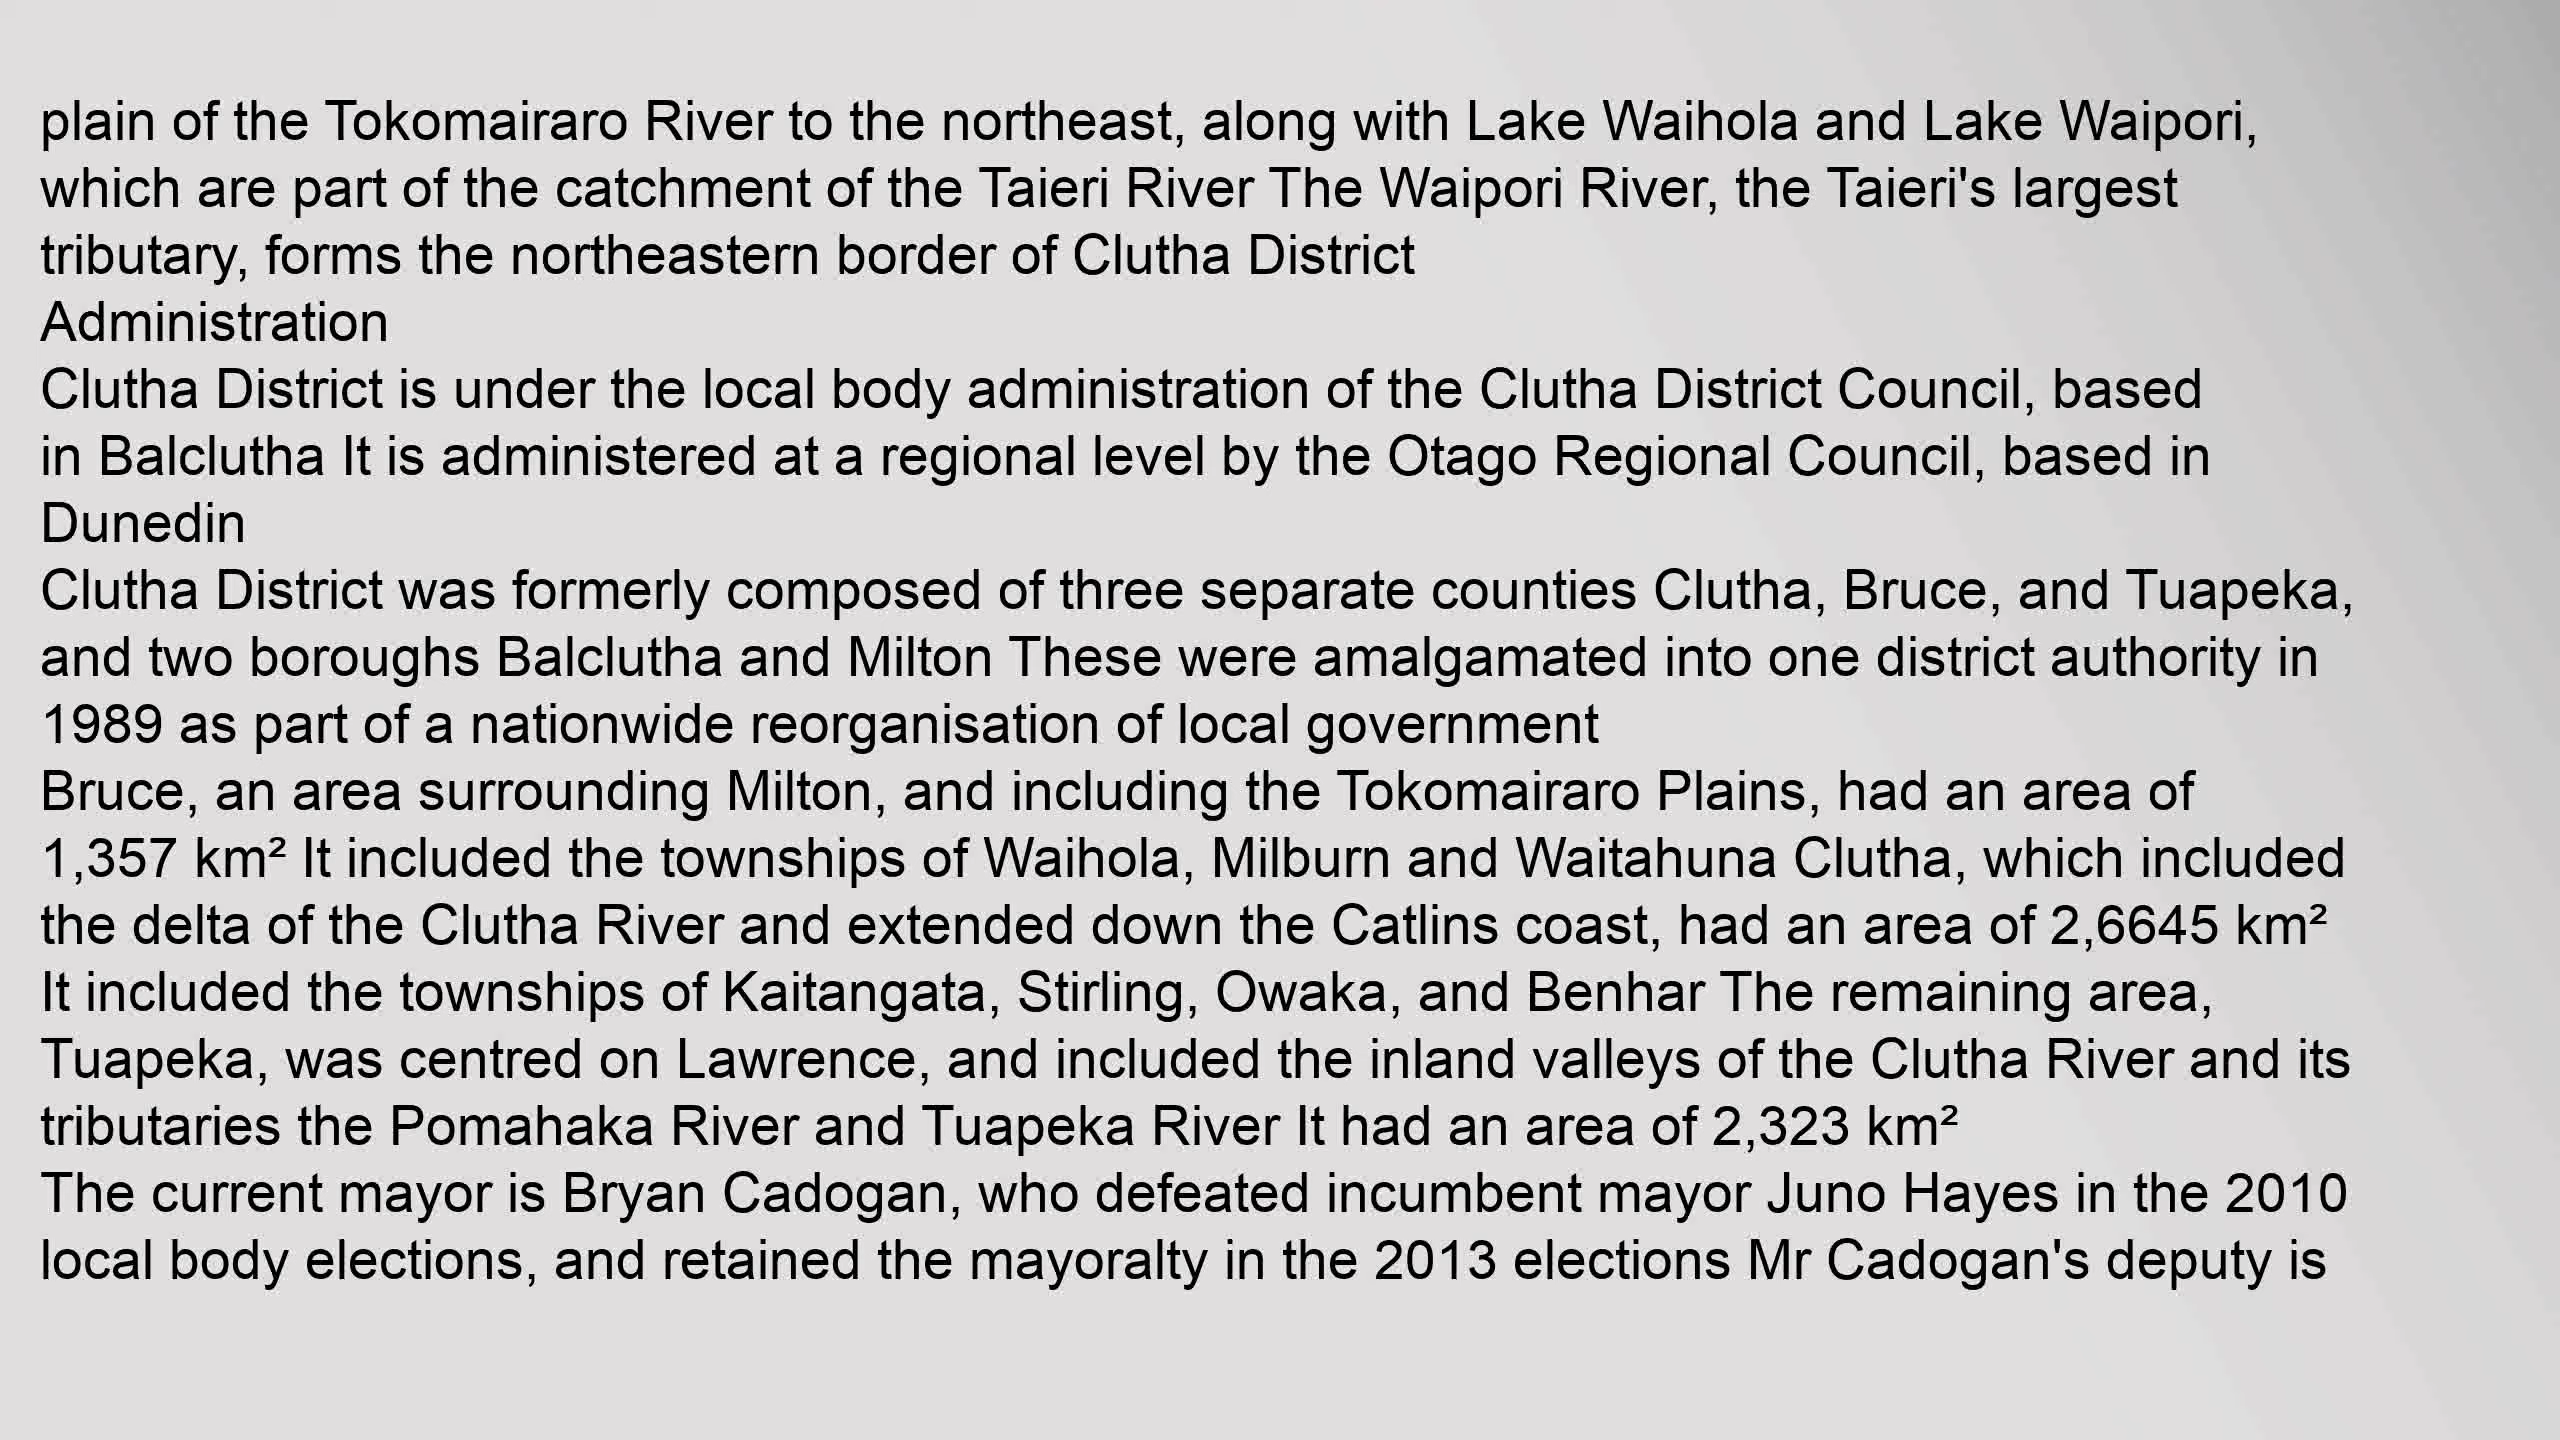 plain of the Tokomairaro River to the northeast, along with Lake Waihola and Lake Waipori,
which are part of the catchment of the Taieri River The Waipori River, the Taieri's largest
tributary, forms the northeastern border of Clutha District
Administration
Clutha District is under the local body administration of the Clutha District Council, based
in Balclutha It is administered at a regional level by the Otago Regional Council, based in
Dunedin
Clutha District was formerly composed of three separate counties Clutha, Bruce, and Tuapeka,
and two boroughs Balclutha and Milton These were amalgamated into one district authority in
1989 as part of a nationwide reorganisation of local government
Bruce, an area surrounding Milton, and including the Tokomairaro Plains, had an area of
1,357 km² It included the townships of Waihola, Milburn and Waitahuna Clutha, which included
the delta of the Clutha River and extended down the Catlins coast, had an area of 2,6645 km²
It included the townships of Kaitangata, Stirling, Owaka, and Benhar The remaining area,
Tuapeka, was centred on Lawrence, and included the inland valleys of the Clutha River and its
tributaries the Pomahaka River and Tuapeka River It had an area of 2,323 km²
The current mayor is Bryan Cadogan, who defeated incumbent mayor Juno Hayes in the 2010
local body elections, and retained the mayoralty in the 2013 elections Mr Cadogan's deputy is